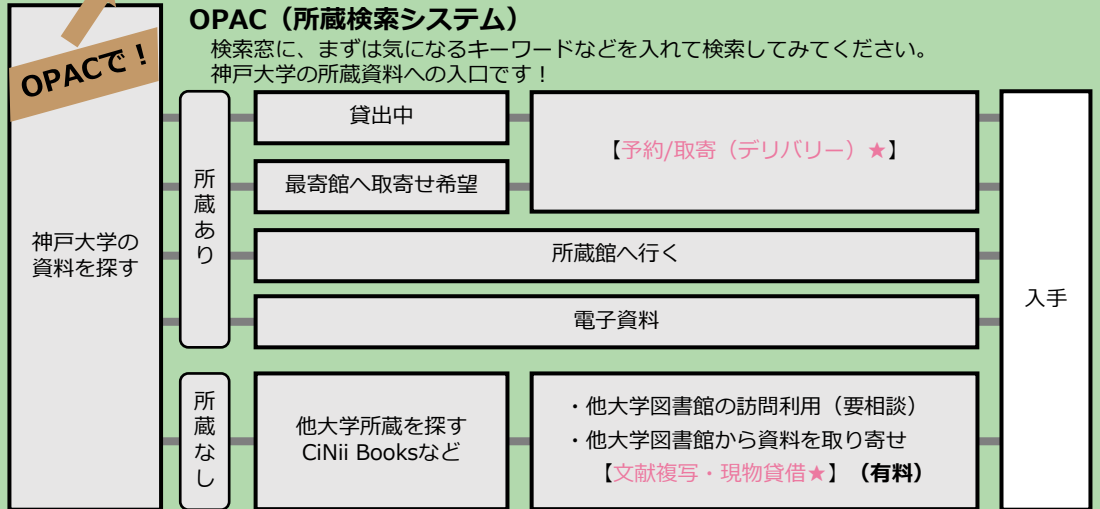 OPAC（所蔵検索システム）
検索窓に、まずは気になるキーワードなどを入れて検索してみてください。
神戸大学の所蔵資料への入口です！
OPACで！
神戸大学の
資料を探す
所蔵あり
貸出中
最寄館へ取寄せ希望
【予約/取寄（デリバリー）★】
所蔵館へ行く
電子資料
所蔵なし
他大学所蔵を探す
CiNii Booksなど
・他大学図書館の訪問利用（要相談）
・他大学図書館から資料を取り寄せ
【文献複写・現物貸借★】（有料）
入手